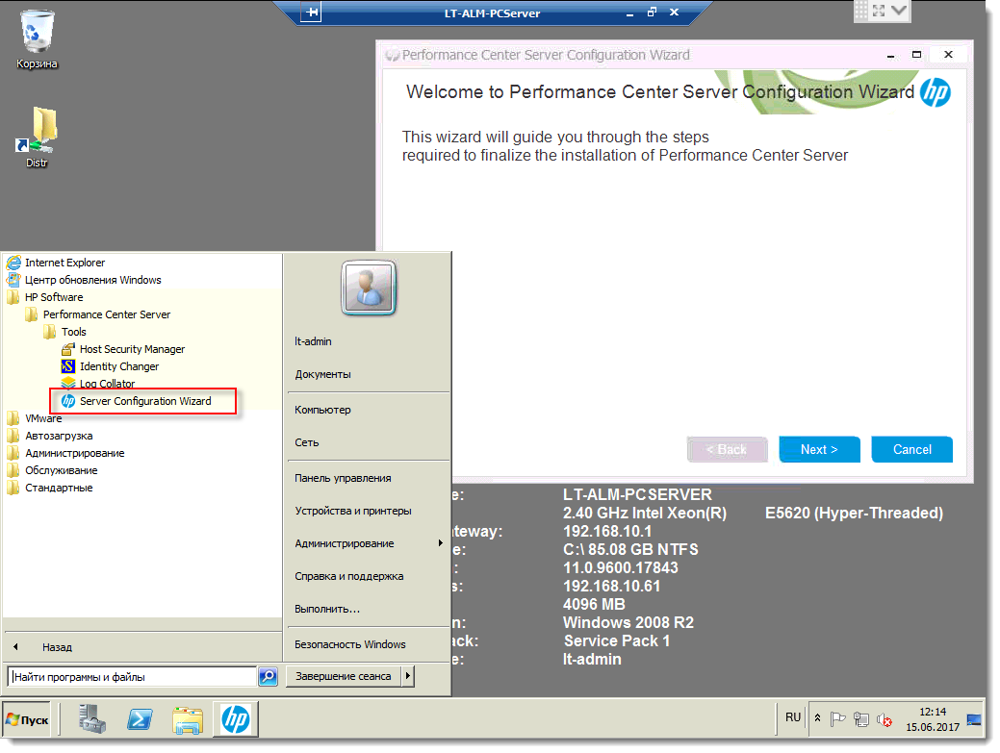 LT-ALM-PCServer
Корзина
Distr
Performance Center Server Configuration Wizard
Welcome to Performance Center Server Configuration Wizard
hp
This wizard will guide you through the steps
required to finalize the installation of Performance Center Server
< Back
Next >
Cancel
Internet Explorer
Центр обновления Windows
HP Software
Performance Center Server
Tools
Host Security Manager
Identity Changer
Log Collator
Server Configuration Wizard
VMware
Автозагрузка
Администрирование
Обслуживание
Стандартные
Назад
Найти программы и файлы
lt-admin
Документы
Компьютер
Сеть
Панель управления
Устройства и принтеры
Администрирование
Справка и поддержка
Выполнить...
Безопасность Windows
Завершение сеанса
e: LT-ALM-PCSERVER
2.40 GHz Intel Xeon(R) E5620 (Hyper-Threaded)
ateway: 192.168.10.1
e: C:\ 85.08 GB NTFS
: 11.0.9600.17843
s: 192.168.10.61
4096 MB
n: Windows 2008 R2
ack: Service Pack 1
e: lt-admin
Пуск
hp
RU
12:14
15.06.2017